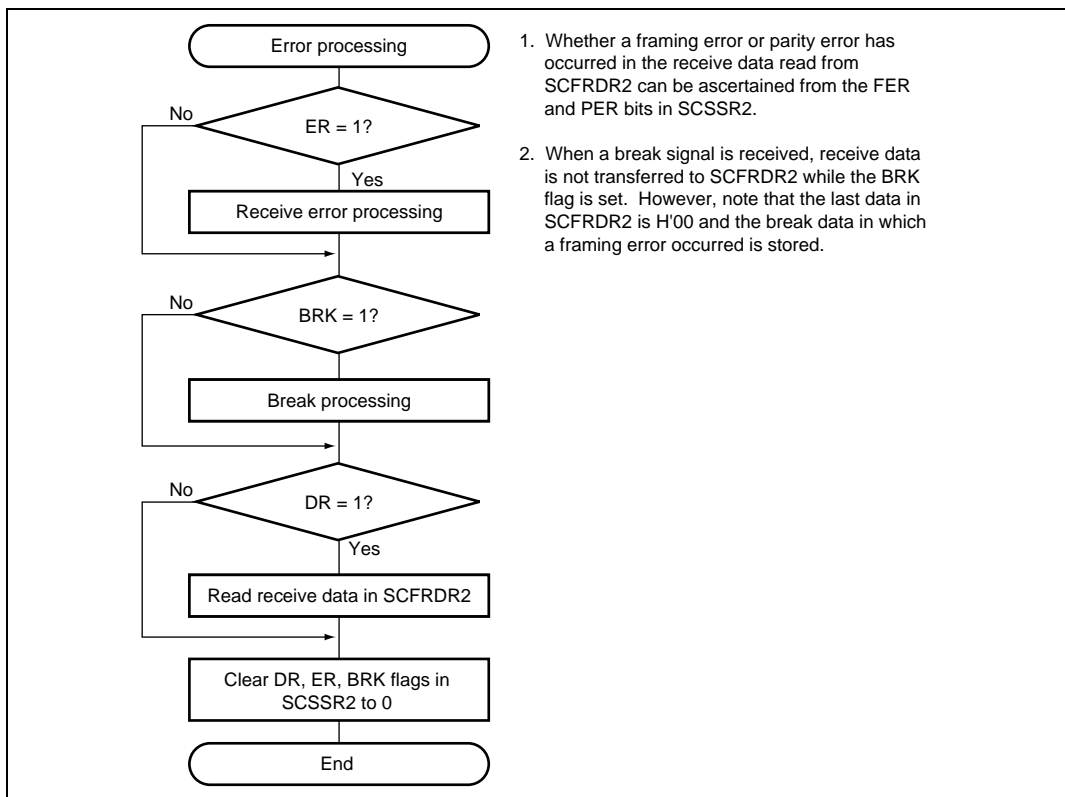 Error processing
No
ER = 1?
Yes
Receive error processing
No
BRK = 1?
Break processing
No
DR = 1?
Yes
Read receive data in SCFRDR2
Clear DR, ER, BRK flags in
SCSSR2 to 0
End
1. Whether a framing error or parity error has
occurred in the receive data read from
SCFRDR2 can be ascertained from the FER
and PER bits in SCSSR2.
2. When a break signal is received, receive data
is not transferred to SCFRDR2 while the BRK
flag is set. However, note that the last data in
SCFRDR2 is H'00 and the break data in which
a framing error occurred is stored.